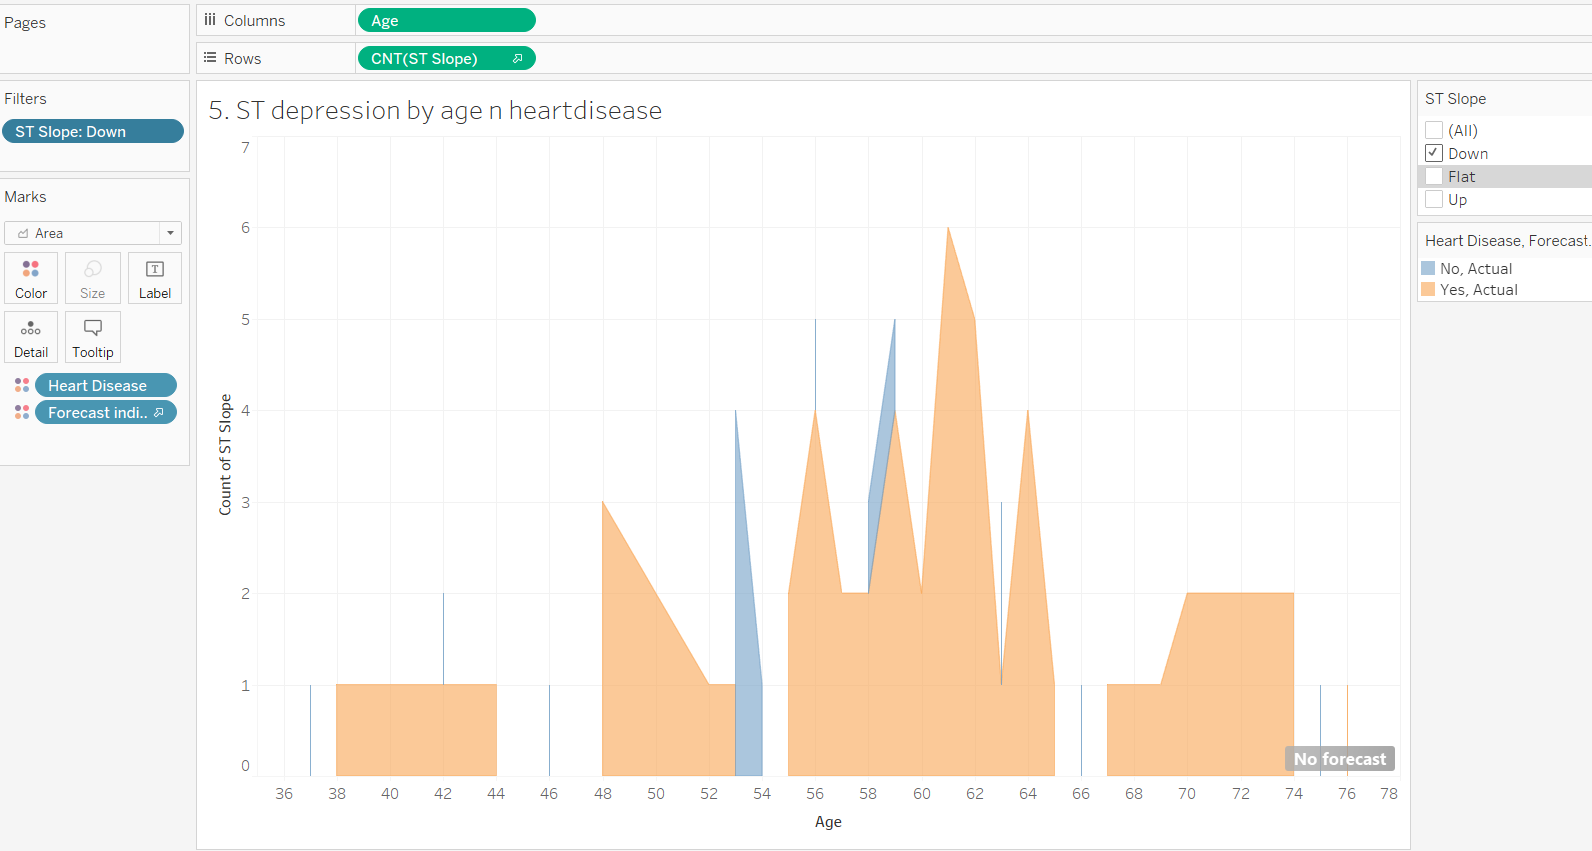 Pages
Columns
Age
Rows
CNT(ST Slope)
Filters
ST Slope: Down
Marks
Area
Color
Size
T
Label
Detail
Tooltip
Heart Disease
Forecast indi..
5. ST depression by age n heartdisease
Count of ST Slope
7
6
5
4
3
2
1
0
36 38 40 42 44 46 48 50 52 54 56 58 60 62 64 66 68 70 72 74 76 78
Age
No forecast
ST Slope
(All)
Down
Flat
Up
Heart Disease, Forecast.
No, Actual
Yes, Actual